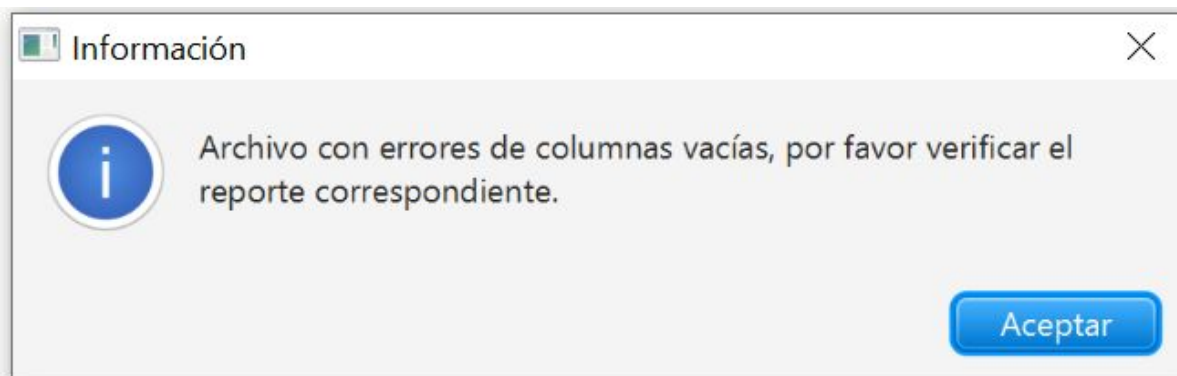 Información
Archivo con errores de columnas vacías, por favor verificar el
reporte correspondiente.
Aceptar